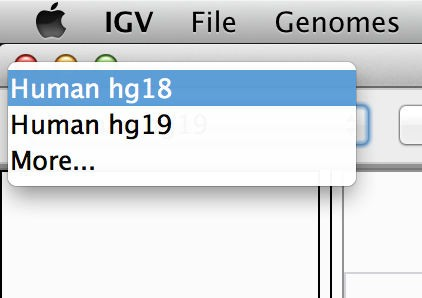 IGV File Genomes
Human hg18
Human hg19
More...